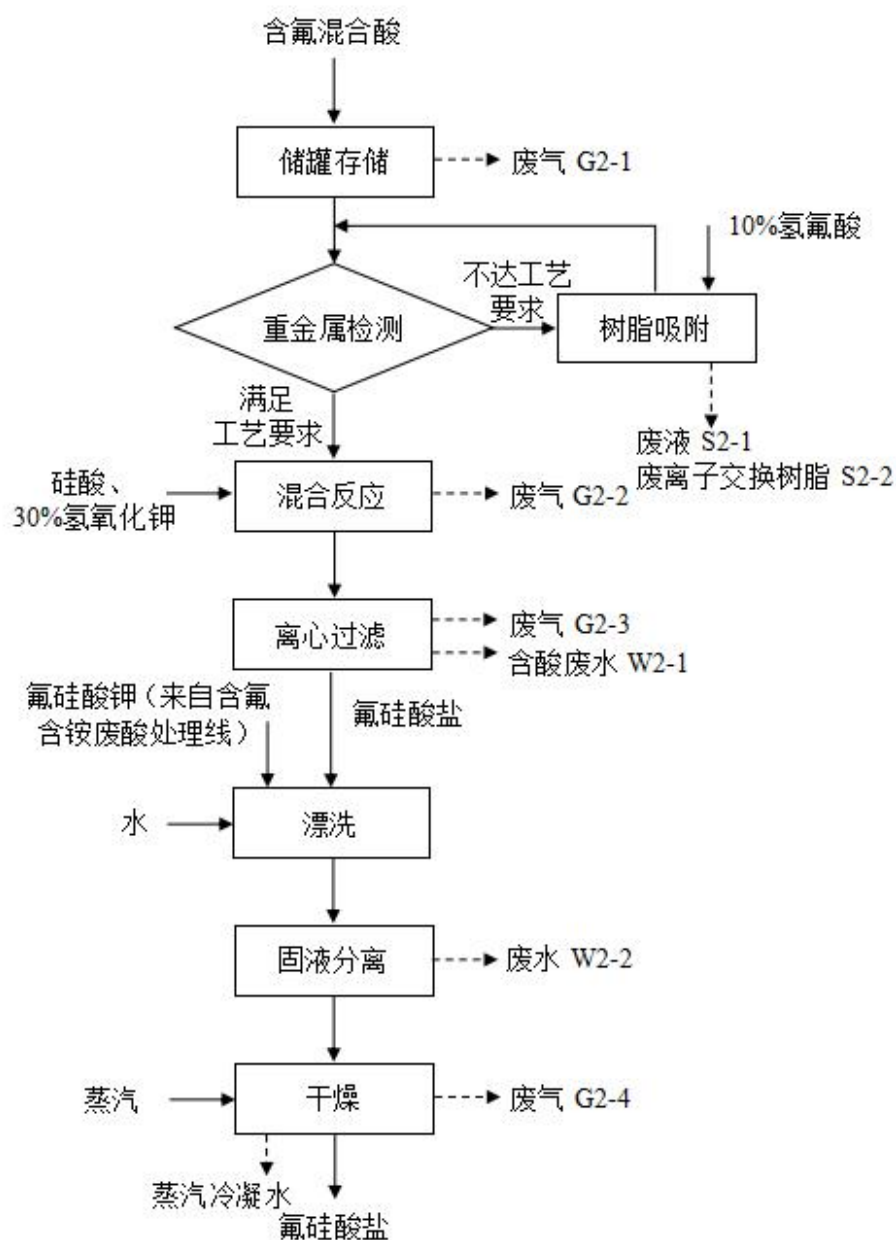 含氟混合酸
储罐存储
废气 G2-1
10%氢氟酸
不达工艺
要求
重金属检测
树脂吸附
满足
工艺要求
废液 S2-1
废离子交换树脂 S2-2
硅酸、
30%氢氧化钾
混合反应
废气 G2-2
离心过滤
废气 G2-3
含酸废水 W2-1
氟硅酸钾（来自含氟
含铵废酸处理线）
氟硅酸盐
水
漂洗
固液分离
废水 W2-2
蒸汽
干燥
废气 G2-4
蒸汽冷凝水
氟硅酸盐